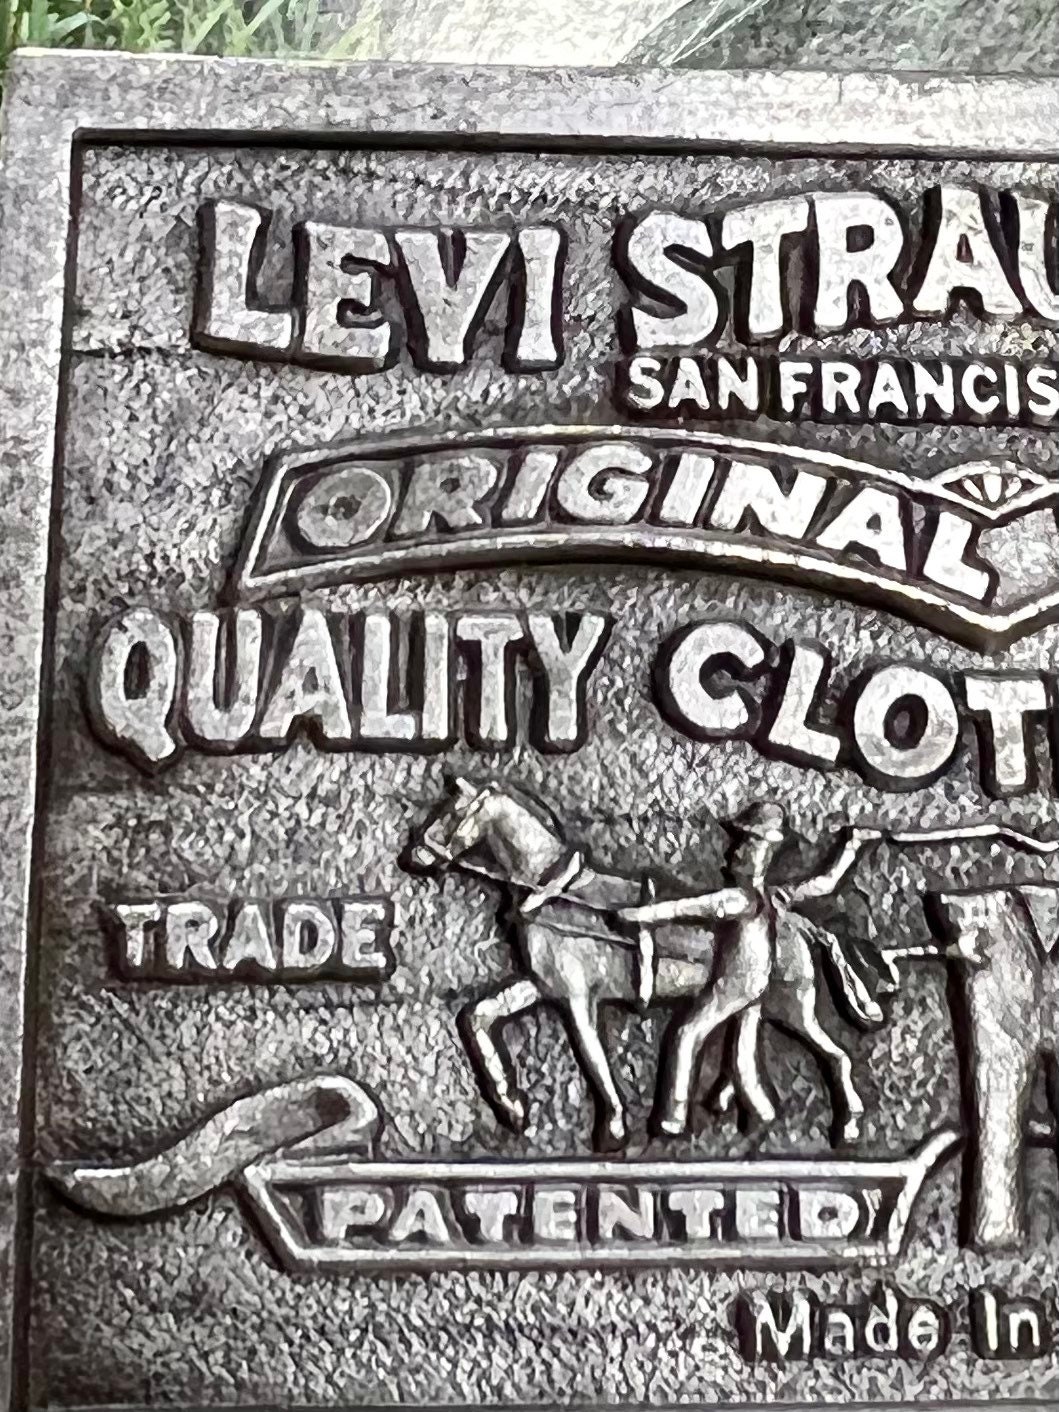 LEVI STRAU
SAN FRANCIS
ORIGINAL
QUALITY CLOT
TRADE
PATENTED
Made In